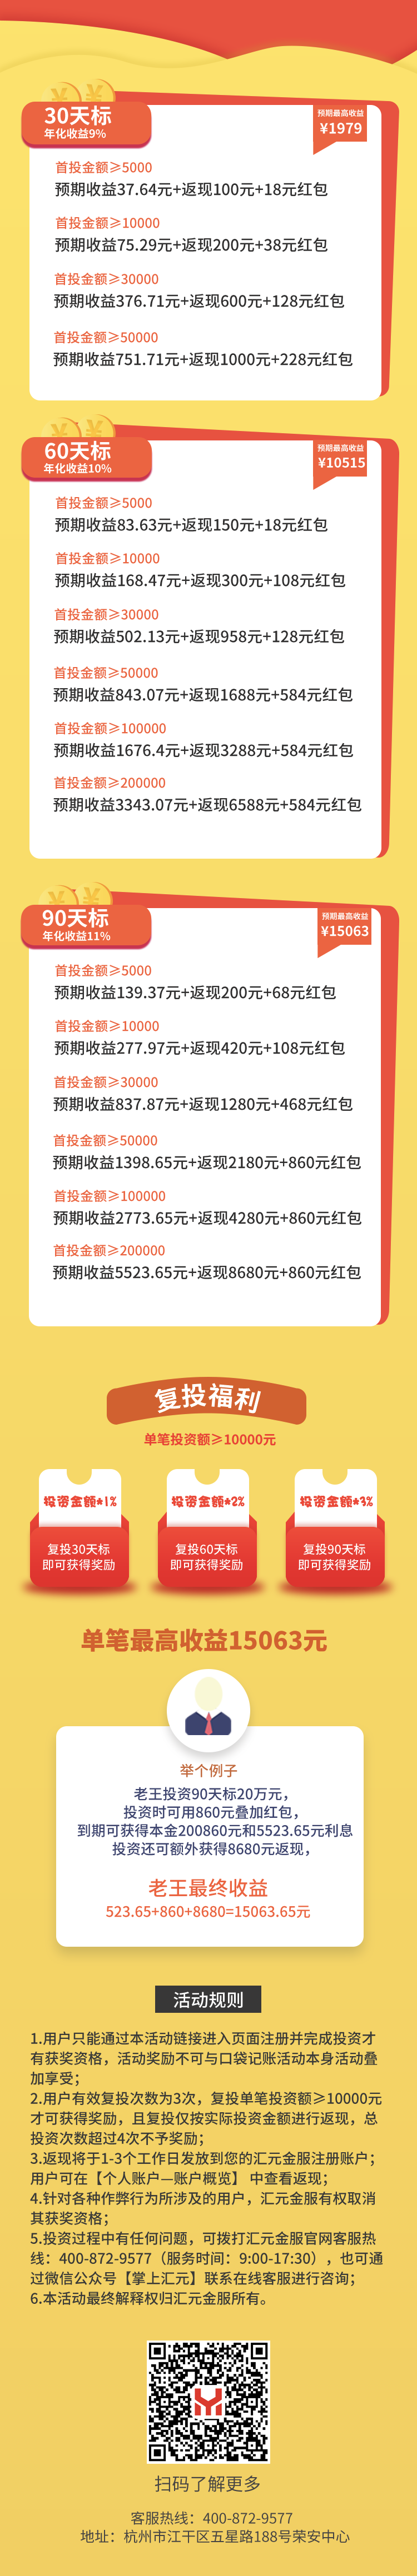 30天标
年化收益9%
预期最高收益
¥1979
首投金额≥5000
预期收益37.64元+返现100元+18元红包
首投金额≥10000
预期收益75.29元+返现200元+38元红包
首投金额≥30000
预期收益376.71元+返现600元+128元红包
首投金额≥50000
预期收益751.71元+返现1000元+228元红包
60天标
年化收益10%
预期最高收益
¥10515
首投金额≥5000
预期收益83.63元+返现150元+18元红包
首投金额≥10000
预期收益168.47元+返现300元+108元红包
首投金额≥30000
预期收益502.13元+返现958元+128元红包
首投金额≥50000
预期收益843.07元+返现1688元+584元红包
首投金额≥100000
预期收益1676.4元+返现3288元+584元红包
首投金额≥200000
预期收益3343.07元+返现6588元+584元红包
90天标
年化收益11%
预期最高收益
¥15063
首投金额≥5000
预期收益139.37元+返现200元+68元红包
首投金额≥10000
预期收益277.97元+返现420元+108元红包
首投金额≥30000
预期收益837.87元+返现1280元+468元红包
首投金额≥50000
预期收益1398.65元+返现2180元+860元红包
首投金额≥100000
预期收益2773.65元+返现4280元+860元红包
首投金额≥200000
预期收益5523.65元+返现8680元+860元红包
复投福利
单笔投资额≥10000元
投资金额*1%
复投30天标
即可获得奖励
投资金额*2%
复投60天标
即可获得奖励
投资金额*3%
复投90天标
即可获得奖励
单笔最高收益15063元
举个例子
老王投资90天标20万元，
投资时可用860元叠加红包，
到期可获得本金200860元和5523.65元利息
投资还可额外获得8680元返现，
老王最终收益
523.65+860+8680=15063.65元
活动规则
1.用户只能通过本活动链接进入页面注册并完成投资才
有获奖资格，活动奖励不可与口袋记账活动本身活动叠
加享受；
2.用户有效复投次数为3次，复投单笔投资额≥10000元
才可获得奖励，且复投仅按实际投资金额进行返现，总
投资次数超过4次不予奖励；
3.返现将于1-3个工作日发放到您的汇元金服注册账户；
用户可在【个人账户—账户概览】 中查看返现；
4.针对各种作弊行为所涉及的用户，汇元金服有权取消
其获奖资格；
5.投资过程中有任何问题，可拨打汇元金服官网客服热
线：400-872-9577（服务时间：9:00-17:30），也可通
过微信公众号【掌上汇元】联系在线客服进行咨询；
6.本活动最终解释权归汇元金服所有。
扫码了解更多
客服热线：400-872-9577
地址：杭州市江干区五星路188号荣安中心